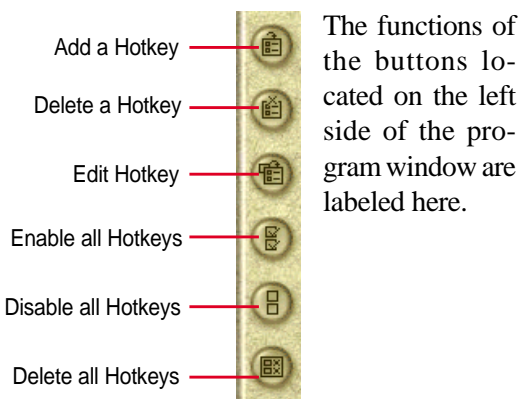 Add a Hotkey
Delete a Hotkey
Edit Hotkey
Enable all Hotkeys
Disable all Hotkeys
Delete all Hotkeys
The functions of
the buttons lo-
cated on the left
side of the pro-
gram window are
labeled here.